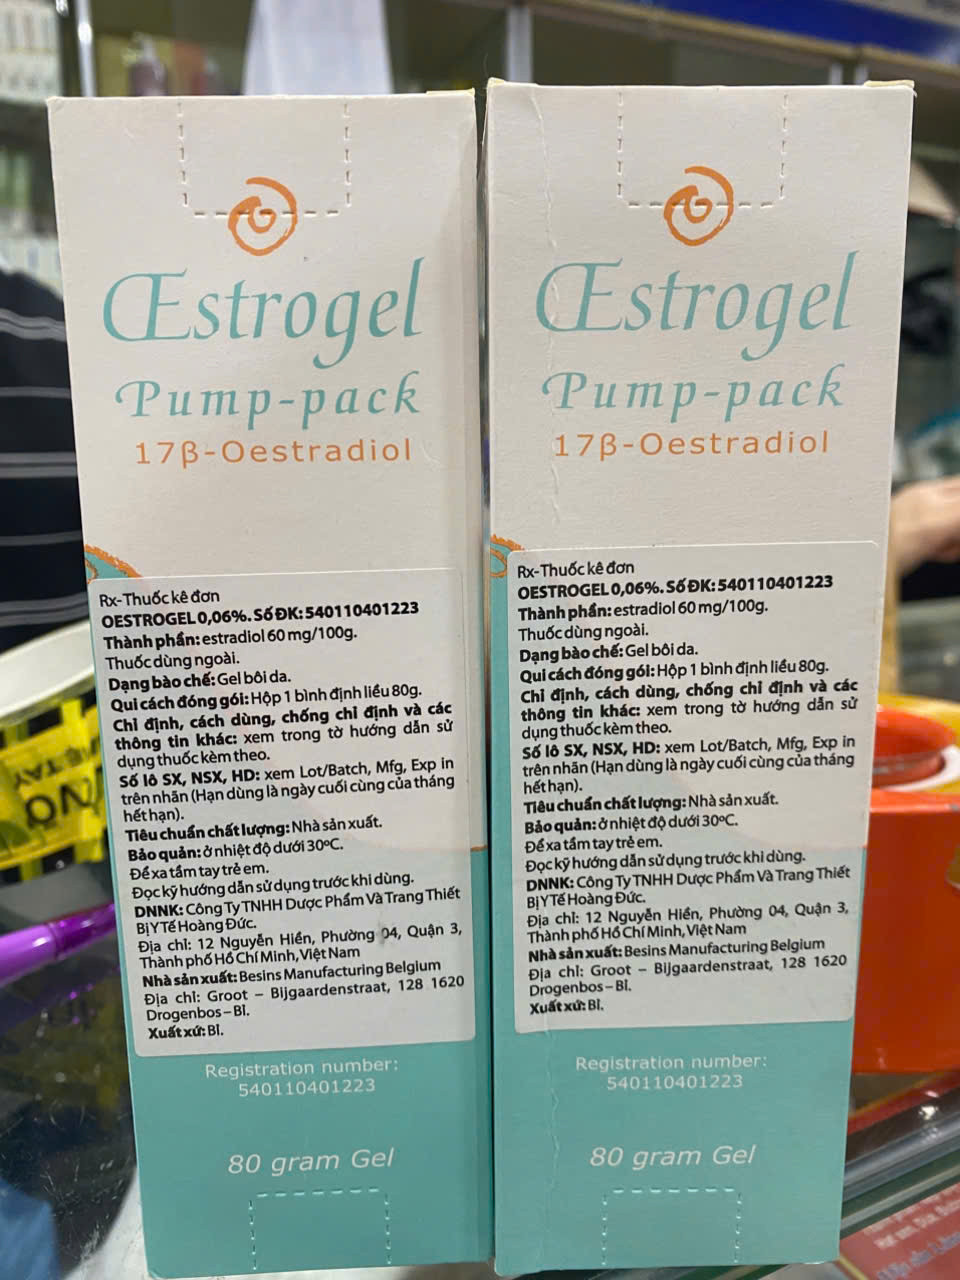 Œstrogel
Pump-pack
17β-Oestradiol
Rx-Thuốc kê đơn
OESTROGEL 0,06%. Số ĐK: 540110401223
Thành phần: estradiol 60 mg/100g.
Thuốc dùng ngoài.
Dạng bào chế: Gel bôi da.
Qui cách đóng gói: Hộp 1 bình định liều 80g.
Chỉ định, cách dùng, chống chỉ định và các
thông tin khác: xem trong tờ hướng dẫn sử
dụng thuốc kèm theo.
Số lô SX, NSX, HD: xem Lot/Batch, Mfg, Exp in
trên nhãn (Hạn dùng là ngày cuối cùng của tháng
hết hạn).
Tiêu chuẩn chất lượng: Nhà sản xuất.
Bảo quản: ở nhiệt độ dưới 30ºC.
Để xa tầm tay trẻ em.
Đọc kỹ hướng dẫn sử dụng trước khi dùng.
DNNK: Công Ty TNHH Dược Phẩm Và Trang Thiết
Bị Y Tế Hoàng Đức.
Địa chỉ: 12 Nguyễn Hiền, Phường 04, Quận 3,
Thành phố Hồ Chí Minh, Việt Nam
Nhà sản xuất: Besins Manufacturing Belgium
Địa chỉ: Groot – Bijgaardenstraat, 128 1620
Drogenbos – Bỉ.
Xuất xứ: Bỉ.
Registration number:
540110401223
80 gram Gel
Œstrogel
Pump-pack
17β-Oestradiol
Rx-Thuốc kê đơn
OESTROGEL 0,06%. Số ĐK: 540110401223
Thành phần: estradiol 60 mg/100g.
Thuốc dùng ngoài.
Dạng bào chế: Gel bôi da.
Qui cách đóng gói: Hộp 1 bình định liều 80g.
Chỉ định, cách dùng, chống chỉ định và các
thông tin khác: xem trong tờ hướng dẫn sử
dụng thuốc kèm theo.
Số lô SX, NSX, HD: xem Lot/Batch, Mfg, Exp in
trên nhãn (Hạn dùng là ngày cuối cùng của tháng
hết hạn).
Tiêu chuẩn chất lượng: Nhà sản xuất.
Bảo quản: ở nhiệt độ dưới 30ºC.
Để xa tầm tay trẻ em.
Đọc kỹ hướng dẫn sử dụng trước khi dùng.
DNNK: Công Ty TNHH Dược Phẩm Và Trang Thiết
Bị Y Tế Hoàng Đức.
Địa chỉ: 12 Nguyễn Hiền, Phường 04, Quận 3,
Thành phố Hồ Chí Minh, Việt Nam
Nhà sản xuất: Besins Manufacturing Belgium
Địa chỉ: Groot – Bijgaardenstraat, 128 1620
Drogenbos – Bỉ.
Xuất xứ: Bỉ.
Registration number:
540110401223
80 gram Gel